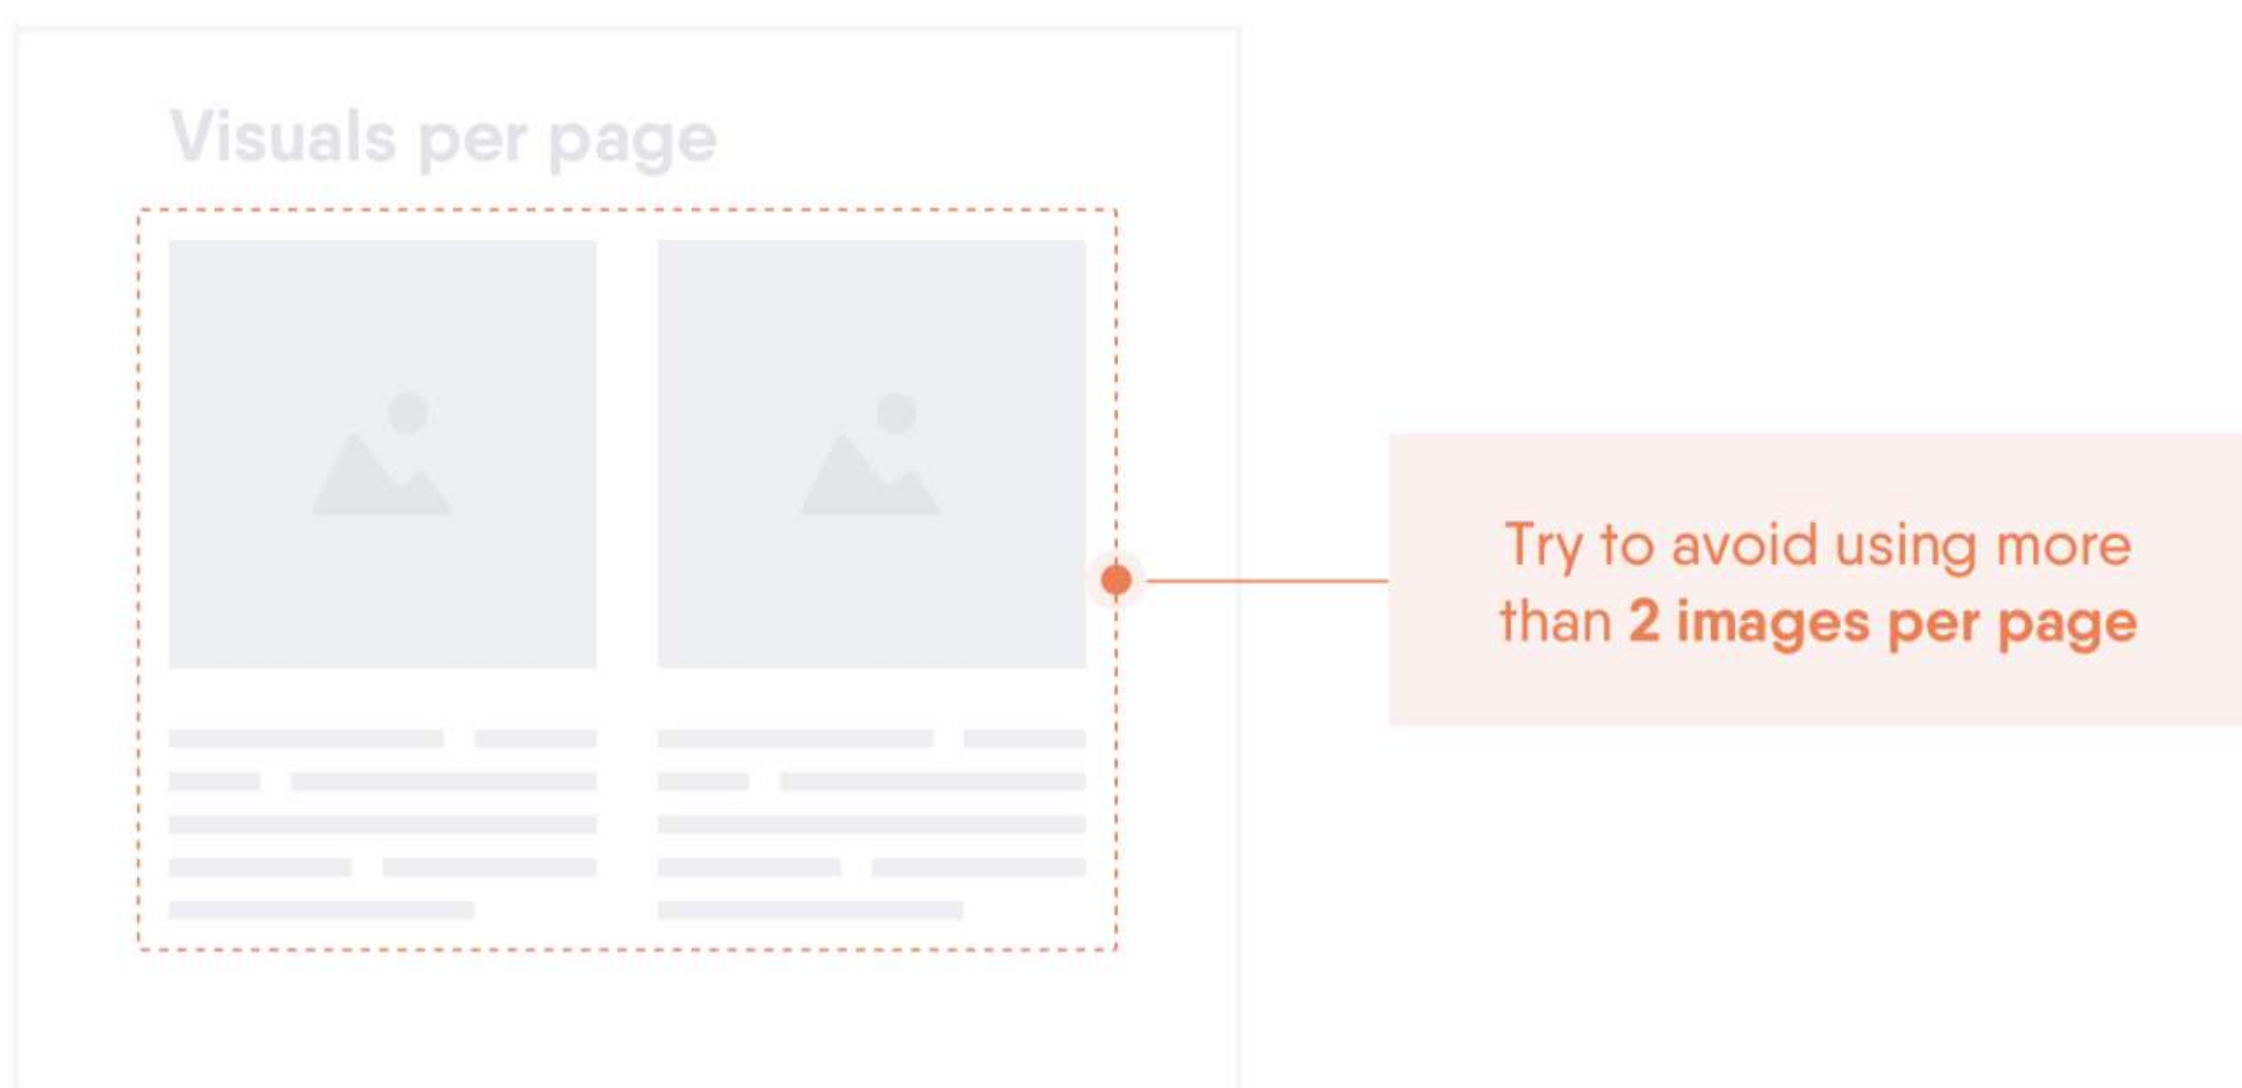 Visuals per page
Try to avoid using more
than 2 images per page